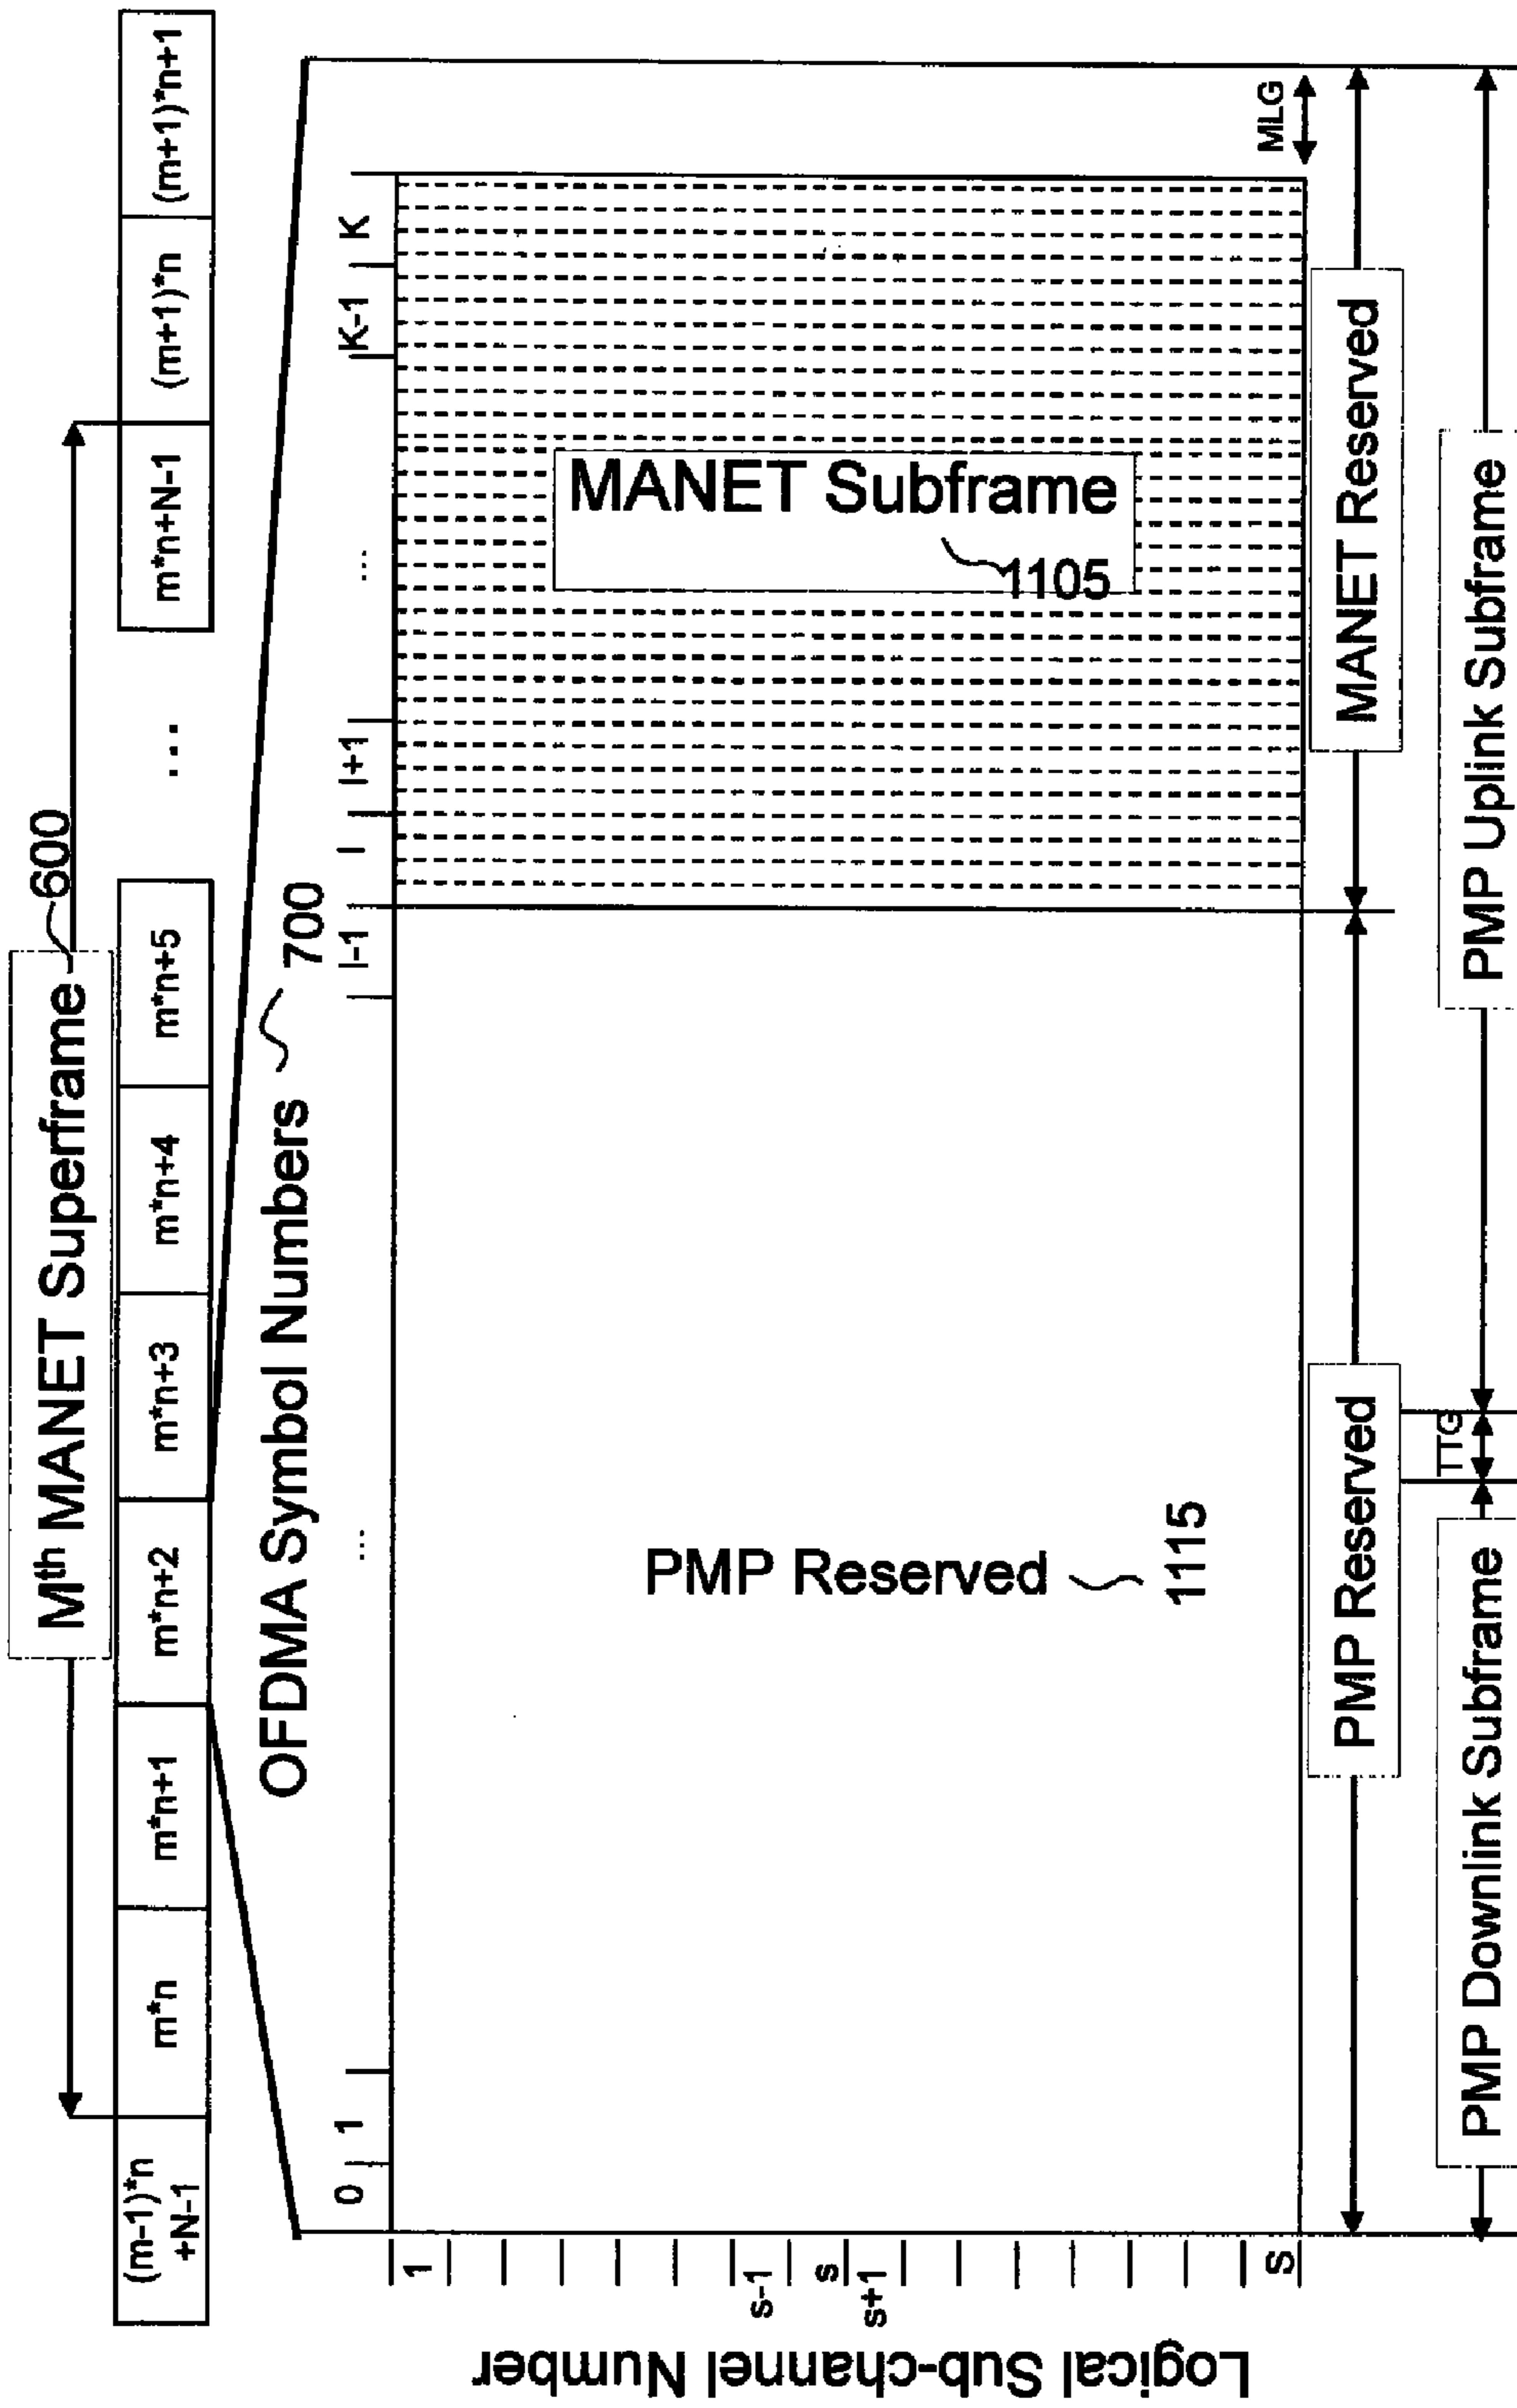 Mth MANET Superframe 600
(m-1)*n
+N-1
m*n
m*n+1
m*n+2
m*n+3
m*n+4
m*n+5
...
m*n+N-1
(m+1)*n
(m+1)*n+1
OFDMA Symbol Numbers 700
0 1 ... l-1 l l+1 ... K-1 K
Logical Sub-channel Number
1
s-1
s
s+1
S
PMP Reserved 1115
MANET Subframe
1105
MLG
PMP Reserved
MANET Reserved
TTG
PMP Downlink Subframe
PMP Uplink Subframe